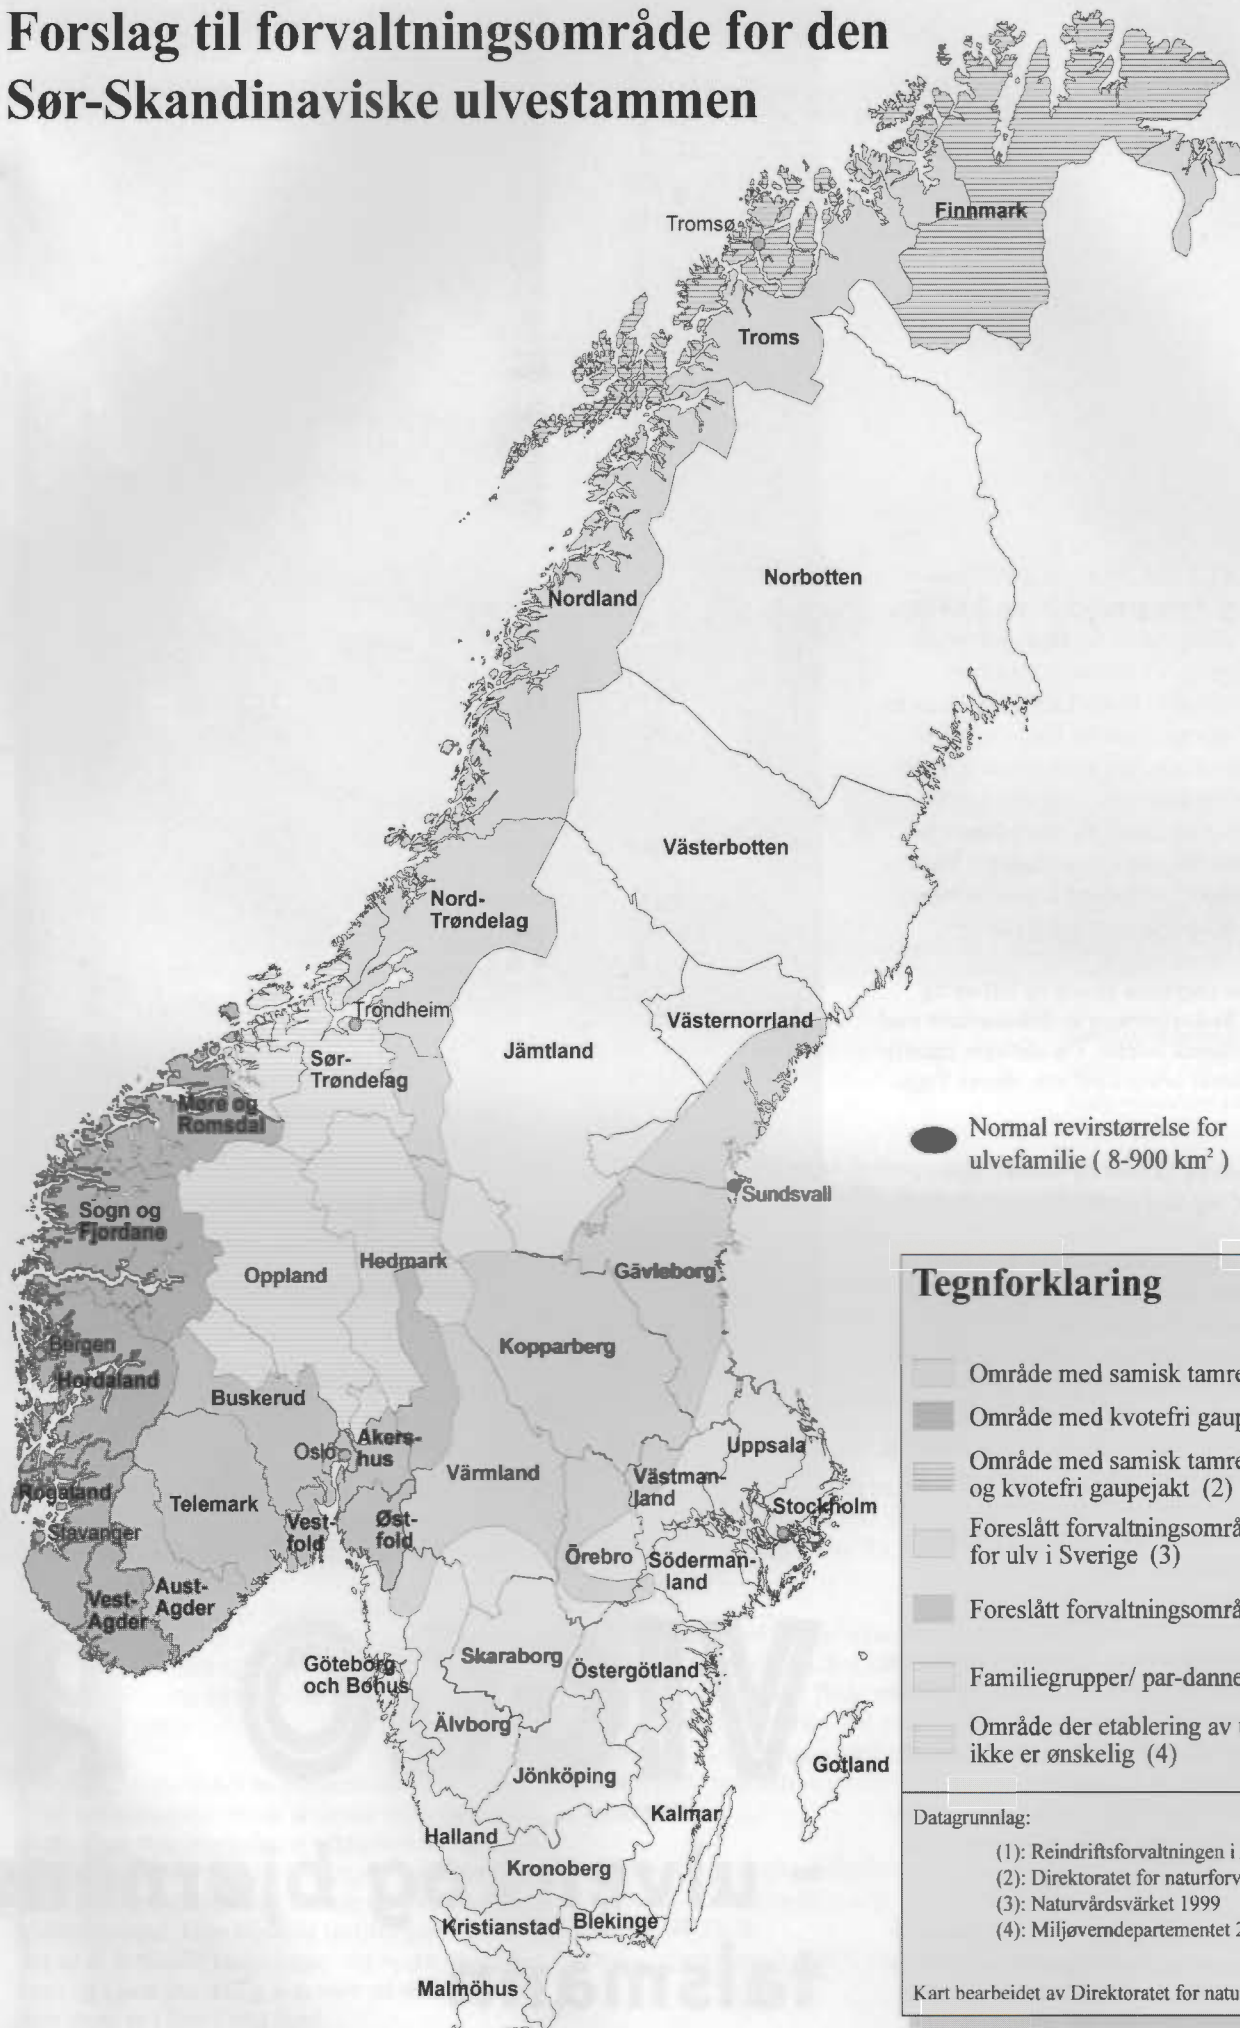 Forslag til forvaltningsområde for den
Sør-Skandinaviske ulvestammen
Finnmark
Tromsø
Troms
Norbotten
Nordland
Västerbotten
Nord-
Trøndelag
Trondheim
Västernorrland
Jämtland
Sør-
Trøndelag
Møre og
Romsdal
Normal revirstørrelse for
ulvefamilie ( 8-900 km² )
Sundsvall
Sogn og
Fjordane
Hedmark
Oppland
Gävleborg
Bergen
Kopparberg
Hordaland
Buskerud
Oslo
Akers-
hus
Uppsala
Värmland
Västman-
land
Rogaland
Telemark
Stockholm
Stavanger
Vest-
fold
Øst-
fold
Örebro
Söderman-
land
Vest-
Agder
Aust-
Agder
Göteborg
och Bohus
Skaraborg
Östergötland
Älvborg
Jönköping
Gotland
Kalmar
Halland
Kronoberg
Kristianstad
Blekinge
Malmöhus
Tegnforklaring
Område med samisk tamre
Område med kvotefri gaup
Område med samisk tamre
og kvotefri gaupejakt (2)
Foreslått forvaltningsområ
for ulv i Sverige (3)
Foreslått forvaltningsområ
Familiegrupper/ par-danne
Område der etablering av
ikke er ønskelig (4)
Datagrunnlag:
(1): Reindriftsforvaltningen i
(2): Direktoratet for naturforv
(3): Naturvårdsvärket 1999
(4): Miljøverndepartementet 2
Kart bearbeidet av Direktoratet for natu